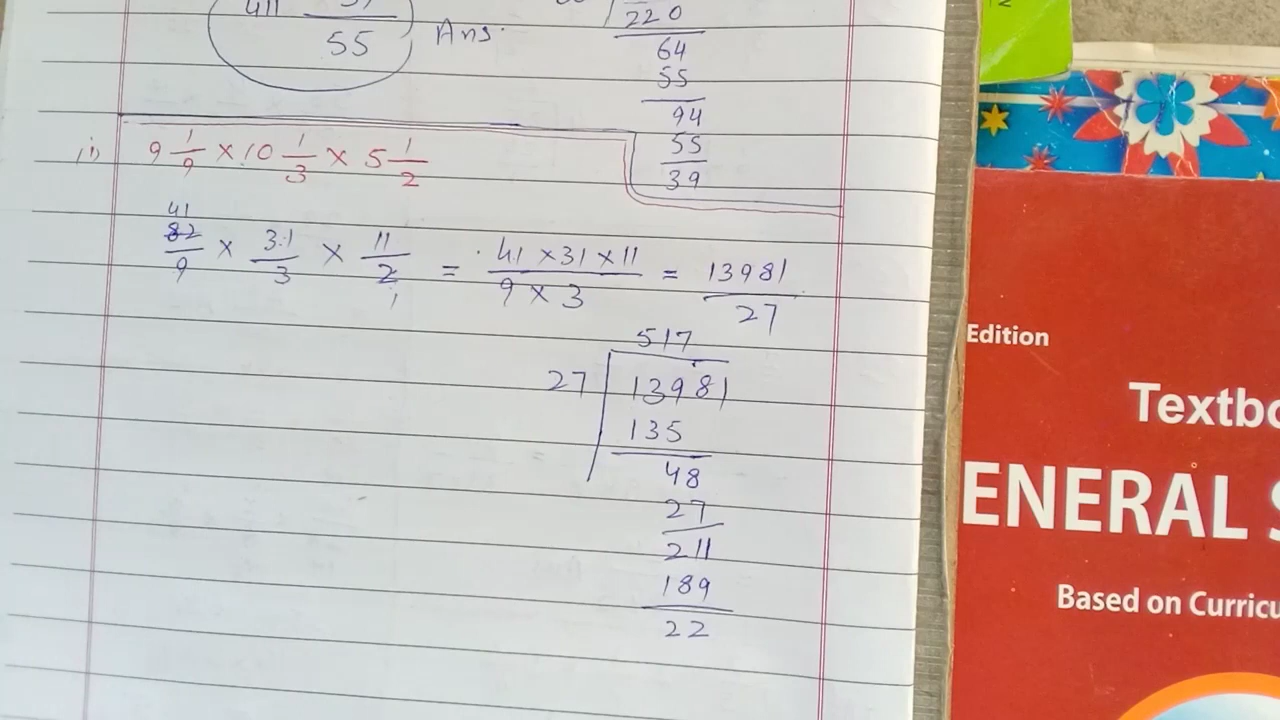 411
55 Ans.
220
64
55
94
55
39
ii) 9 1/9 × 10 1/3 × 5 1/2
41
82/9 × 31/3 × 11/2 = 41 × 31 × 11 / 9 × 3 = 13981/27
1
517
27 13981
135
48
27
211
189
22
Edition
Textbo
ENERAL S
Based on Curricu